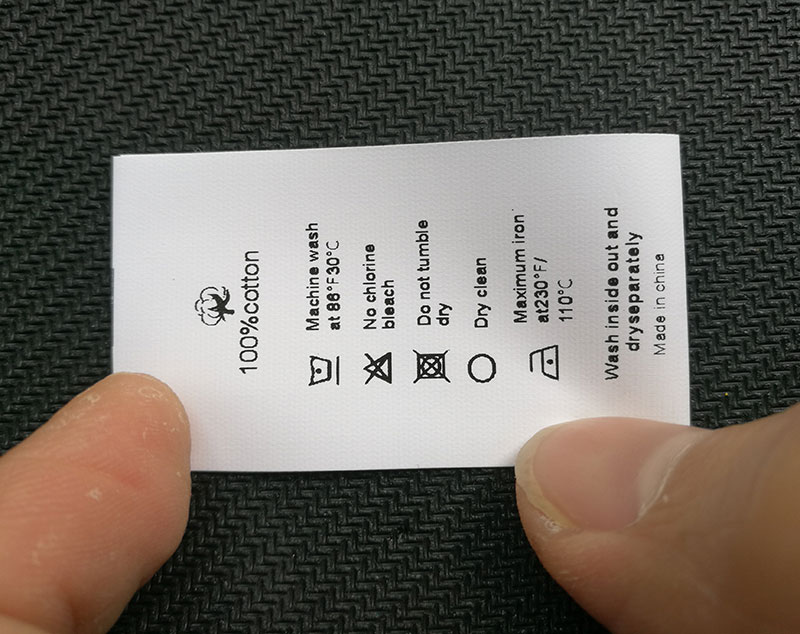 100%cotton
Machine wash
at 86°F30°C
No chlorine
bleach
Do not tumble
dry
Dry clean
Maximum iron
at230°F/
110°C
Wash inside out and
dryseparately
Made in china